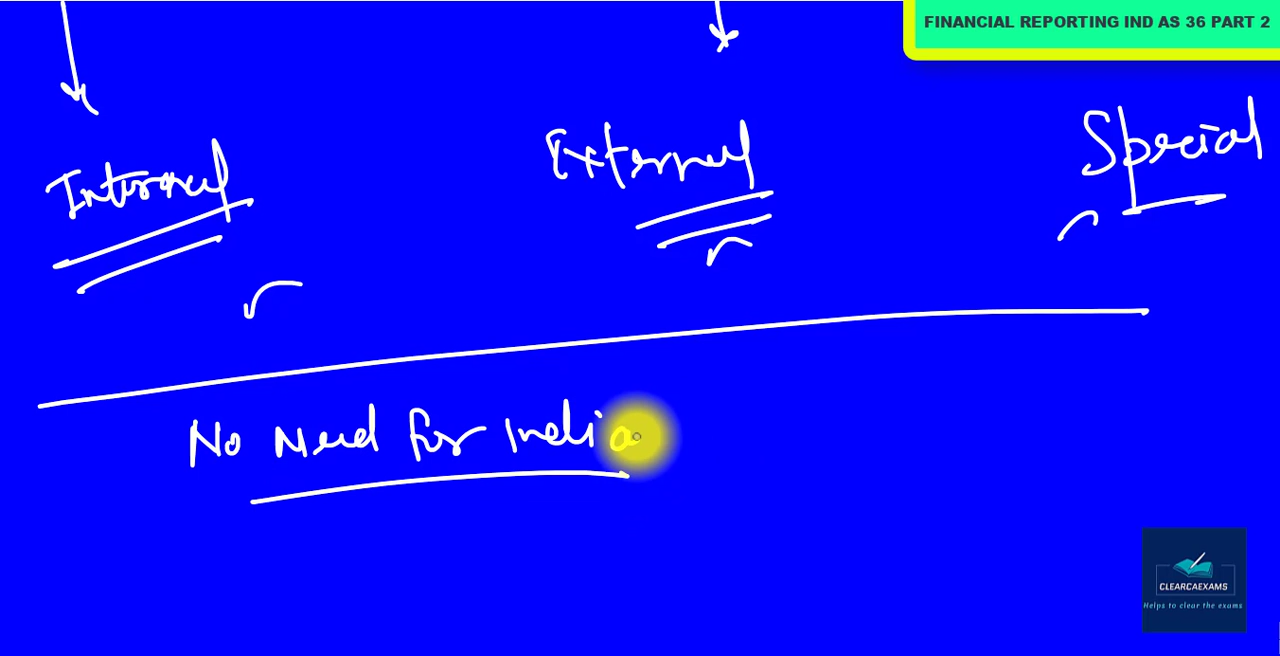 FINANCIAL REPORTING IND AS 36 PART 2
Internal
External
Special
No Need for India
CLEARCAEXAMS
Helps to clear the exams